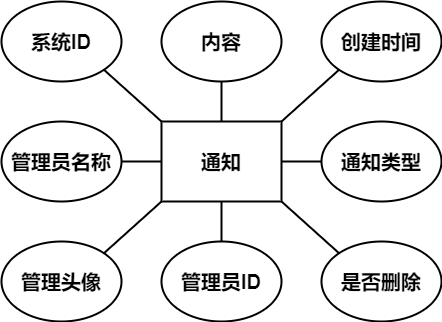 系统ID
内容
创建时间
管理员名称
通知
通知类型
管理头像
管理员ID
是否删除